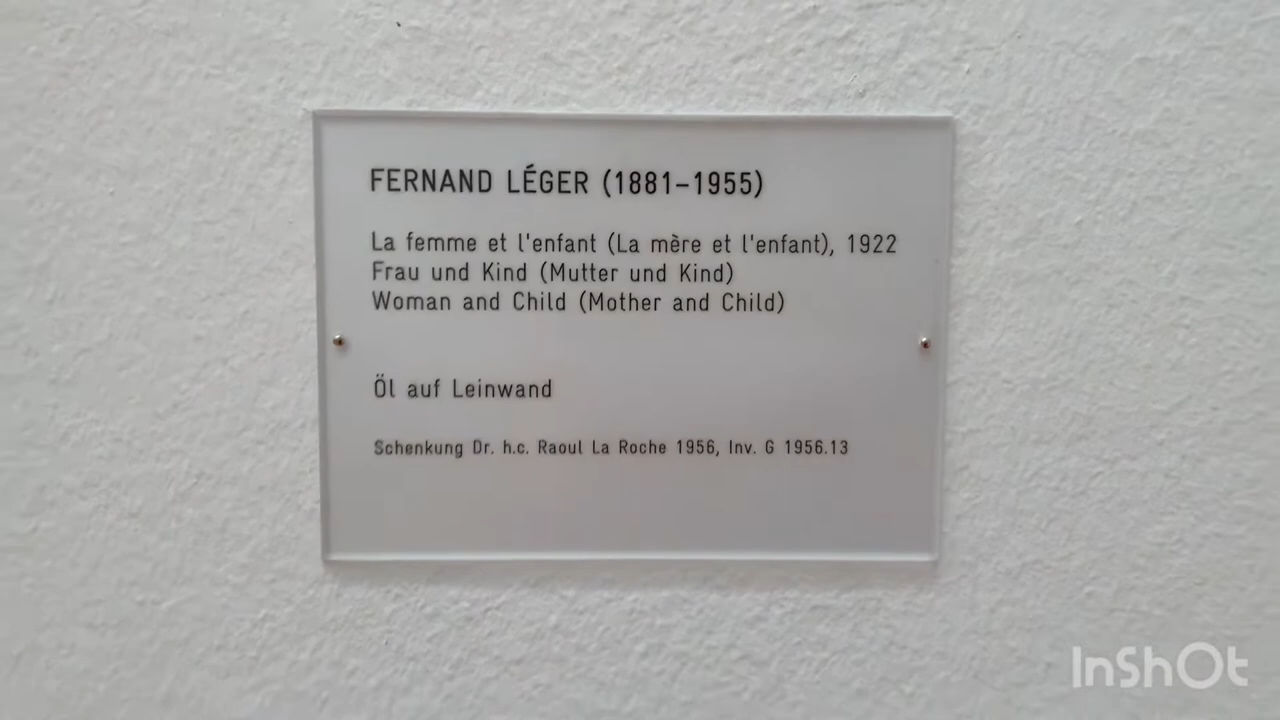 FERNAND LÉGER (1881–1955)
La femme et l'enfant (La mère et l'enfant), 1922
Frau und Kind (Mutter und Kind)
Woman and Child (Mother and Child)
Öl auf Leinwand
Schenkung Dr. h.c. Raoul La Roche 1956, Inv. G 1956.13
InShOt